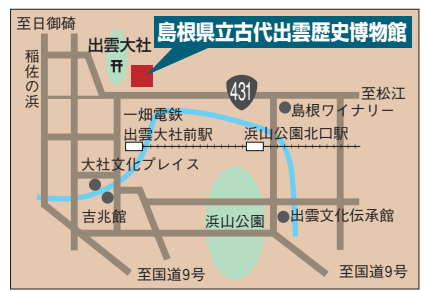 至日御碕
島根県立古代出雲歴史博物館
出雲大社
稲佐の浜
431
至松江
島根ワイナリー
一畑電鉄
出雲大社前駅
浜山公園北口駅
大社文化プレイス
吉兆館
浜山公園
出雲文化伝承館
至国道9号
至国道9号